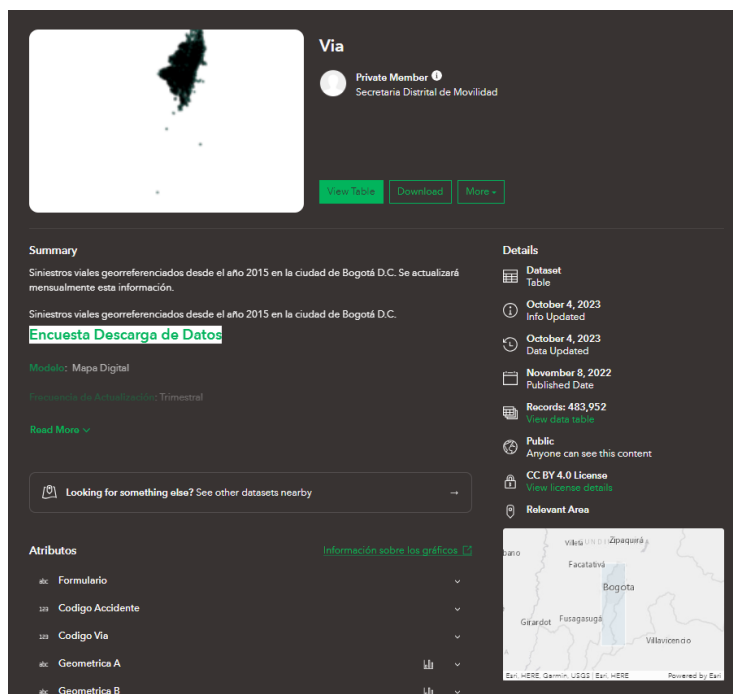 Via
Private Member
Secretaria Distrital de Movilidad
View Table
Download
More
Summary
Siniestros viales georreferenciados desde el año 2015 en la ciudad de Bogotá D.C. Se actualizará
mensualmente esta información.
Siniestros viales georreferenciados desde el año 2015 en la ciudad de Bogotá D.C.
Encuesta Descarga de Datos
Modelo: Mapa Digital
Frecuencia de Actualización: Trimestral
Read More
Looking for something else? See other datasets nearby
Atributos
Información sobre los gráficos
abc Formulario
123 Codigo Accidente
123 Codigo Via
abc Geometrica A
abc Geometrica B
Details
Dataset
Table
October 4, 2023
Info Updated
October 4, 2023
Data Updated
November 8, 2022
Published Date
Records: 483,952
View data table
Public
Anyone can see this content
CC BY 4.0 License
View license details
Relevant Area
Villeta
Zipaquirá
bano
Facatativá
Bogota
Girardot
Fusagasugá
Villavicencio
Esri, HERE, Garmin, USGS | Esri, HERE
Powered by Esri